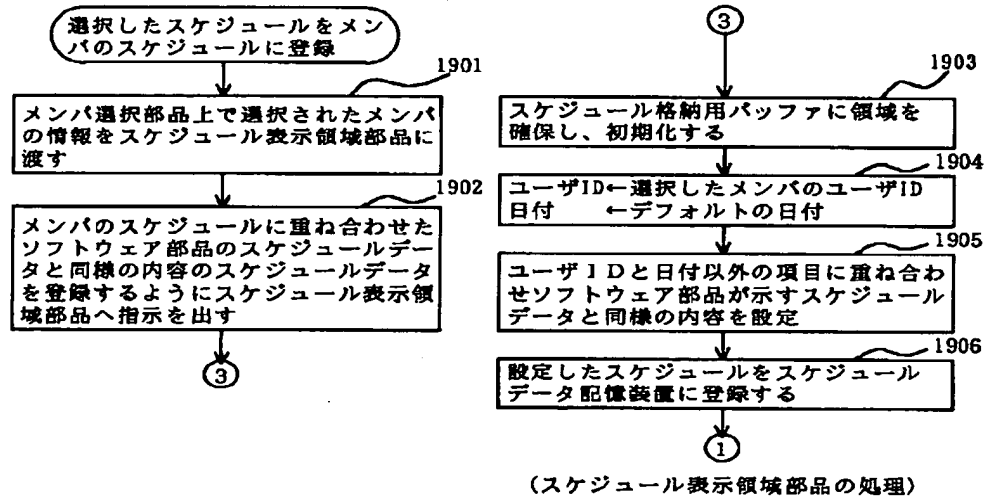 選択したスケジュールをメン
バのスケジュールに登録
1901
メンバ選択部品上で選択されたメンバ
の情報をスケジュール表示領域部品に
渡す
1902
メンバのスケジュールに重ね合わせた
ソフトウェア部品のスケジュールデー
タと同様の内容のスケジュールデータ
を登録するようにスケジュール表示領
域部品へ指示を出す
③
③
1903
スケジュール格納用バッファに領域を
確保し、初期化する
1904
ユーザID←選択したメンバのユーザID
日付　　←デフォルトの日付
1905
ユーザIDと日付以外の項目に重ね合わ
せソフトウェア部品が示すスケジュール
データと同様の内容を設定
1906
設定したスケジュールをスケジュール
データ記憶装置に登録する
①
(スケジュール表示領域部品の処理)